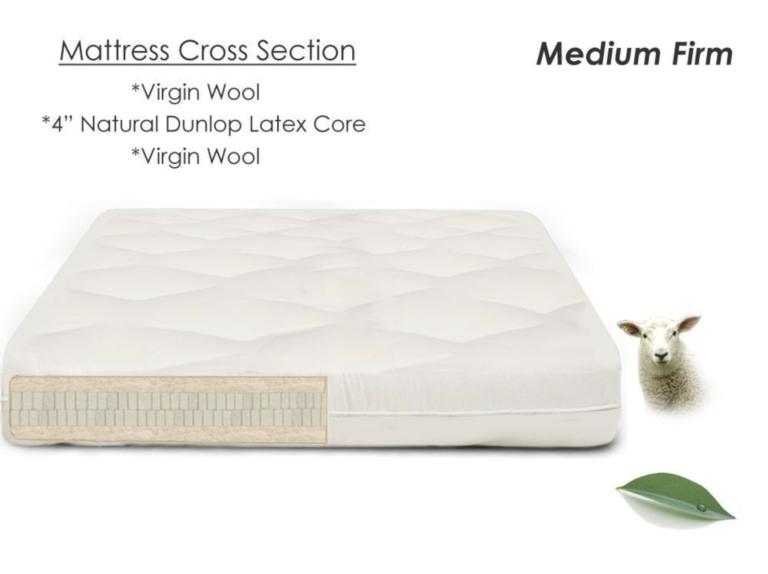 Mattress Cross Section
*Virgin Wool
*4” Natural Dunlop Latex Core
*Virgin Wool
Medium Firm